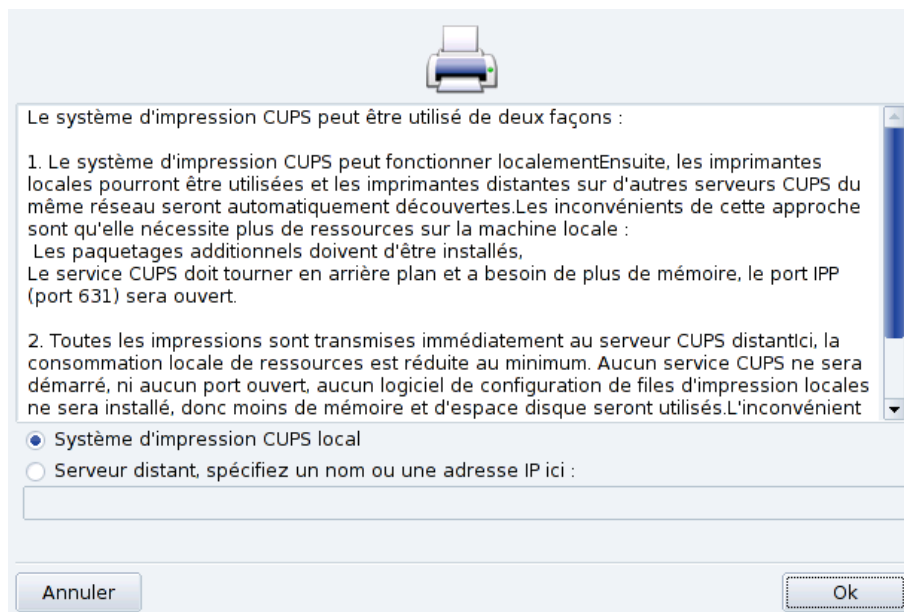 Le système d'impression CUPS peut être utilisé de deux façons :
1. Le système d'impression CUPS peut fonctionner localementEnsuite, les imprimantes
locales pourront être utilisées et les imprimantes distantes sur d'autres serveurs CUPS du
même réseau seront automatiquement découvertes.Les inconvénients de cette approche
sont qu'elle nécessite plus de ressources sur la machine locale :
Les paquetages additionnels doivent d'être installés,
Le service CUPS doit tourner en arrière plan et a besoin de plus de mémoire, le port IPP
(port 631) sera ouvert.
2. Toutes les impressions sont transmises immédiatement au serveur CUPS distantIci, la
consommation locale de ressources est réduite au minimum. Aucun service CUPS ne sera
démarré, ni aucun port ouvert, aucun logiciel de configuration de files d'impression locales
ne sera installé, donc moins de mémoire et d'espace disque seront utilisés.L'inconvénient
Système d'impression CUPS local
Serveur distant, spécifiez un nom ou une adresse IP ici :
Annuler
Ok